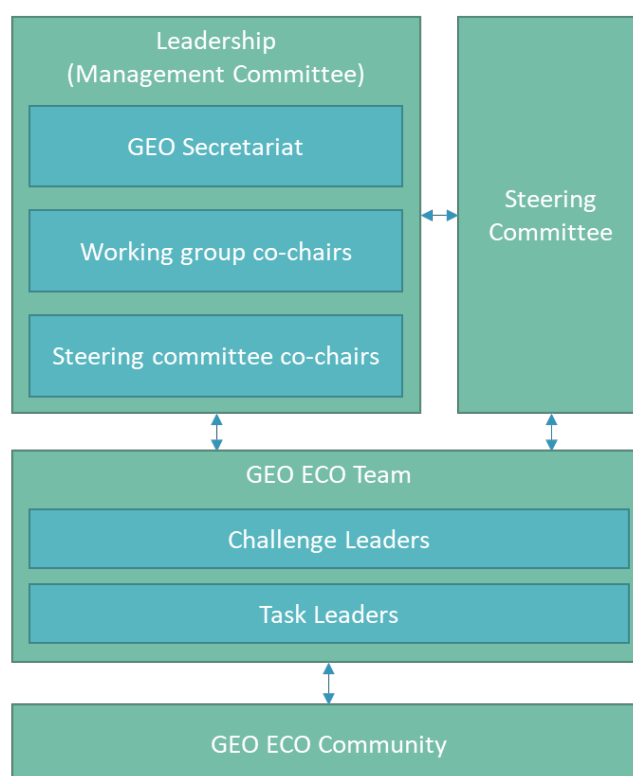 Leadership
(Management Committee)
GEO Secretariat
Working group co-chairs
Steering committee co-chairs
Steering
Committee
GEO ECO Team
Challenge Leaders
Task Leaders
GEO ECO Community